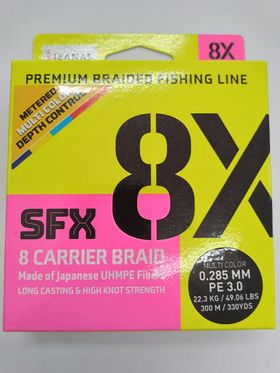 8X
PREMIUM BRAIDED FISHING LINE
METERED
MULTI COLOR
DEPTH CONTROL
8X
SFX
8 CARRIER BRAID
Made of Japanese UHMPE Fibers
LONG CASTING & HIGH KNOT STRENGTH
MULTI COLOR
0.285 MM
PE 3.0
22.3 KG / 49.06 LBS
300 M / 330YDS